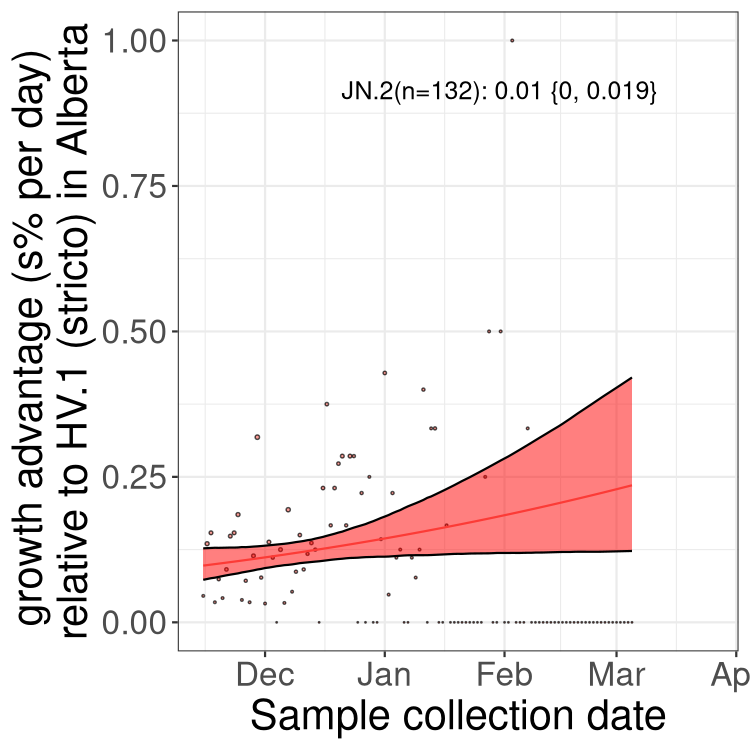 growth advantage (s% per day)
relative to HV.1 (stricto) in Alberta
1.00
0.75
0.50
0.25
0.00
JN.2(n=132): 0.01 {0, 0.019}
Dec Jan Feb Mar Ap
Sample collection date